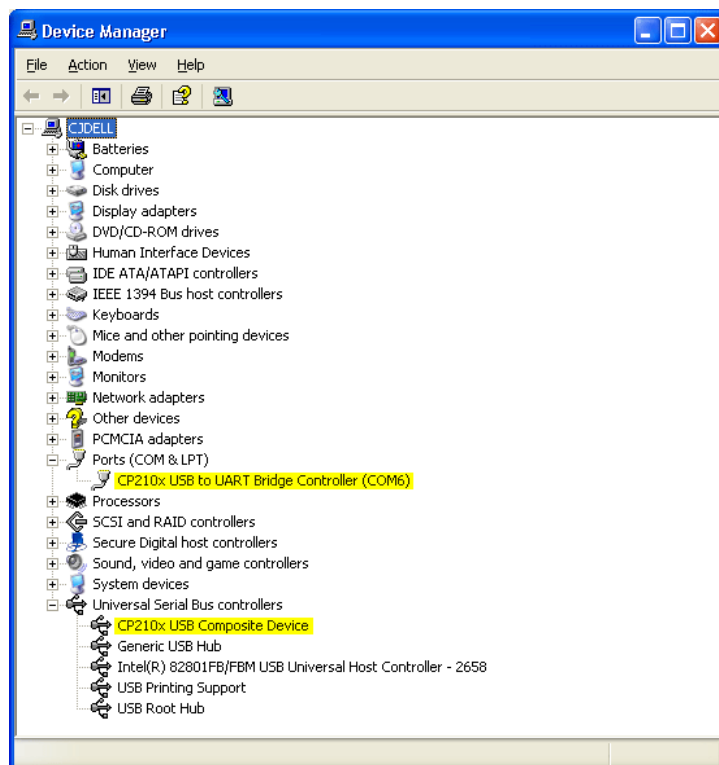 Device Manager
File Action View Help
CJDELL
Batteries
Computer
Disk drives
Display adapters
DVD/CD-ROM drives
Human Interface Devices
IDE ATA/ATAPI controllers
IEEE 1394 Bus host controllers
Keyboards
Mice and other pointing devices
Modems
Monitors
Network adapters
Other devices
PCMCIA adapters
Ports (COM & LPT)
CP210x USB to UART Bridge Controller (COM6)
Processors
SCSI and RAID controllers
Secure Digital host controllers
Sound, video and game controllers
System devices
Universal Serial Bus controllers
CP210x USB Composite Device
Generic USB Hub
Intel(R) 82801FB/FBM USB Universal Host Controller - 2658
USB Printing Support
USB Root Hub